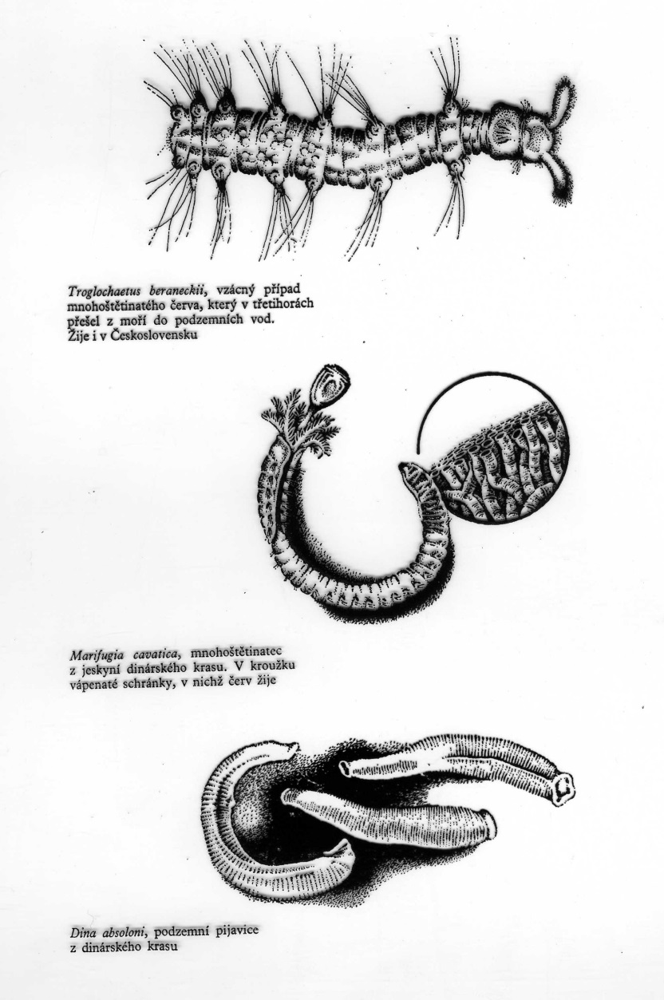 Troglochaetus beraneckii, vzácný případ
mnohoštětinatého červa, který v třetihorách
přešel z moří do podzemních vod.
Žije i v Československu
Marifugia cavatica, mnohoštětinatec
z jeskyní dinárského krasu. V kroužku
vápenaté schránky, v nichž červ žije
Dina absoloni, podzemní pijavice
z dinárského krasu